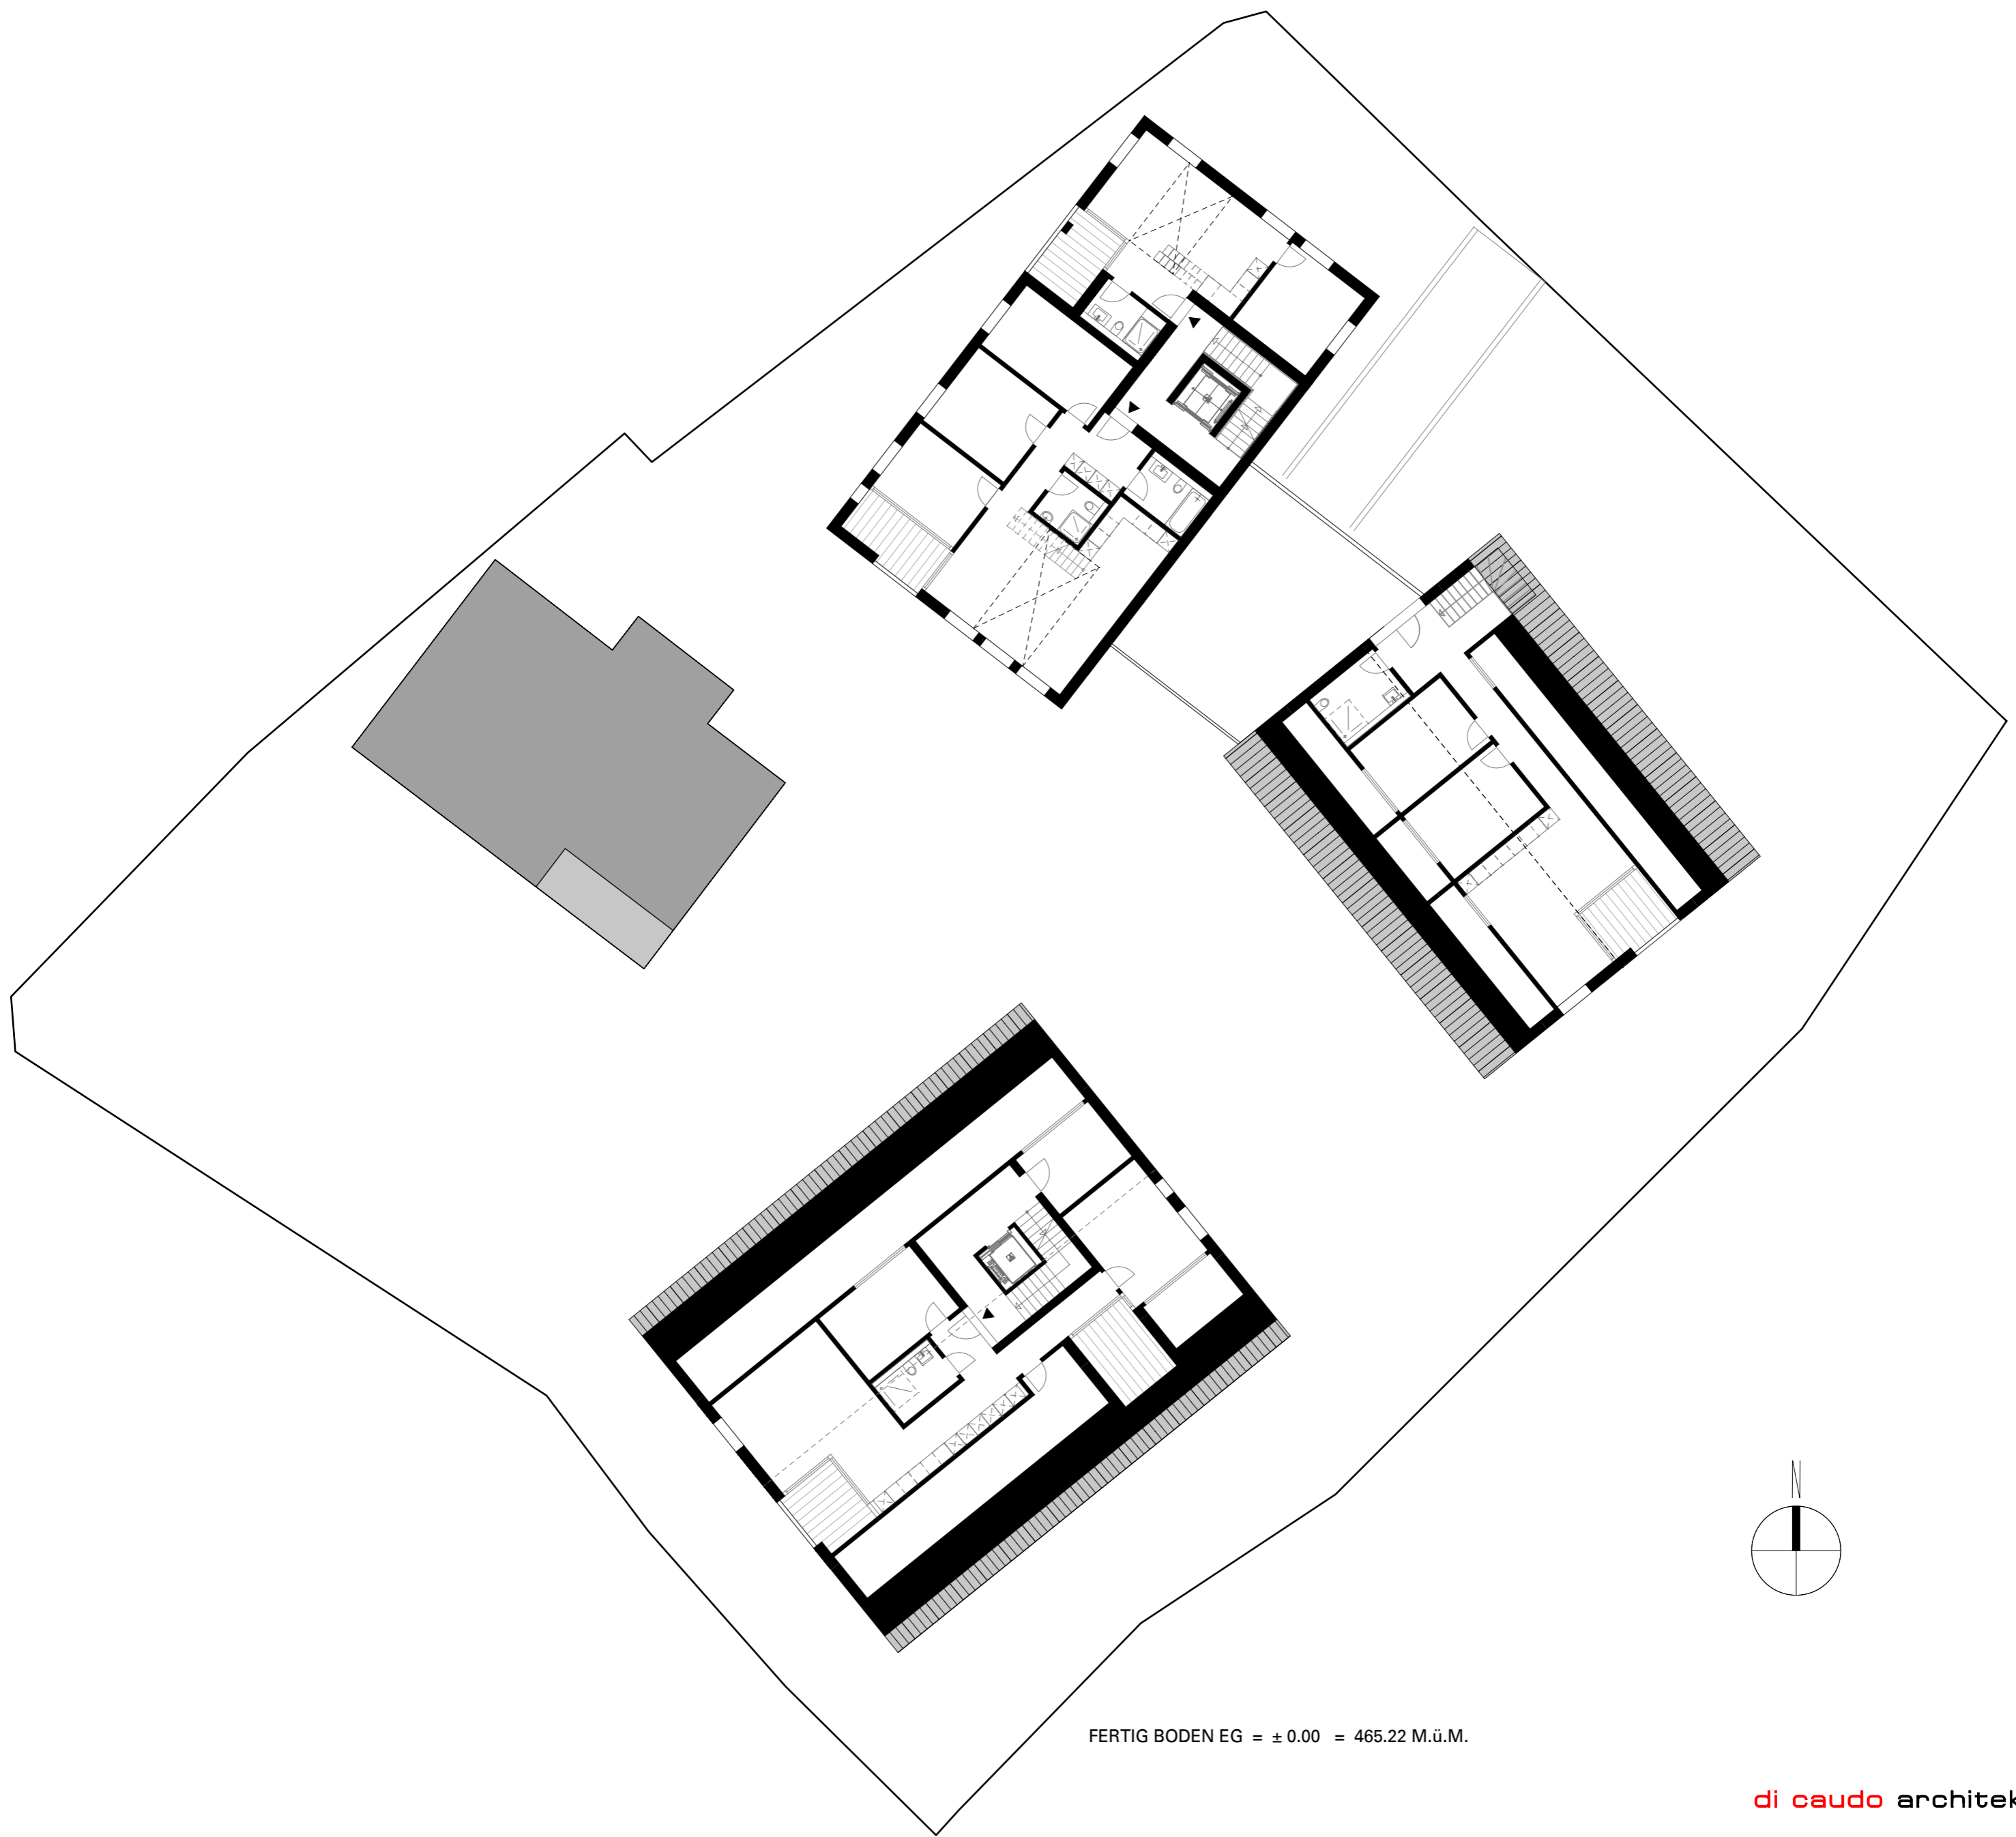 FERTIG BODEN EG = ± 0.00 = 465.22 M.ü.M.
di caudo architek